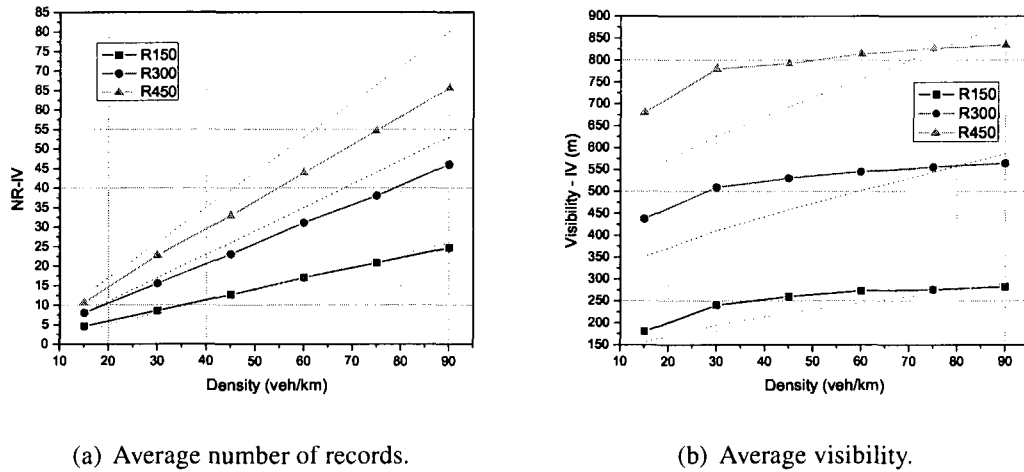 85
80
75
70
65
60
55
50
45
40
35
30
25
20
15
10
5
0
NR-IV
R150
R300
R450
10 20 30 40 50 60 70 80 90
Density (veh/km)
(a) Average number of records.
900
850
800
750
700
650
600
550
500
450
400
350
300
250
200
150
Visibility - IV (m)
R150
R300
R450
10 20 30 40 50 60 70 80 90
Density (veh/km)
(b) Average visibility.